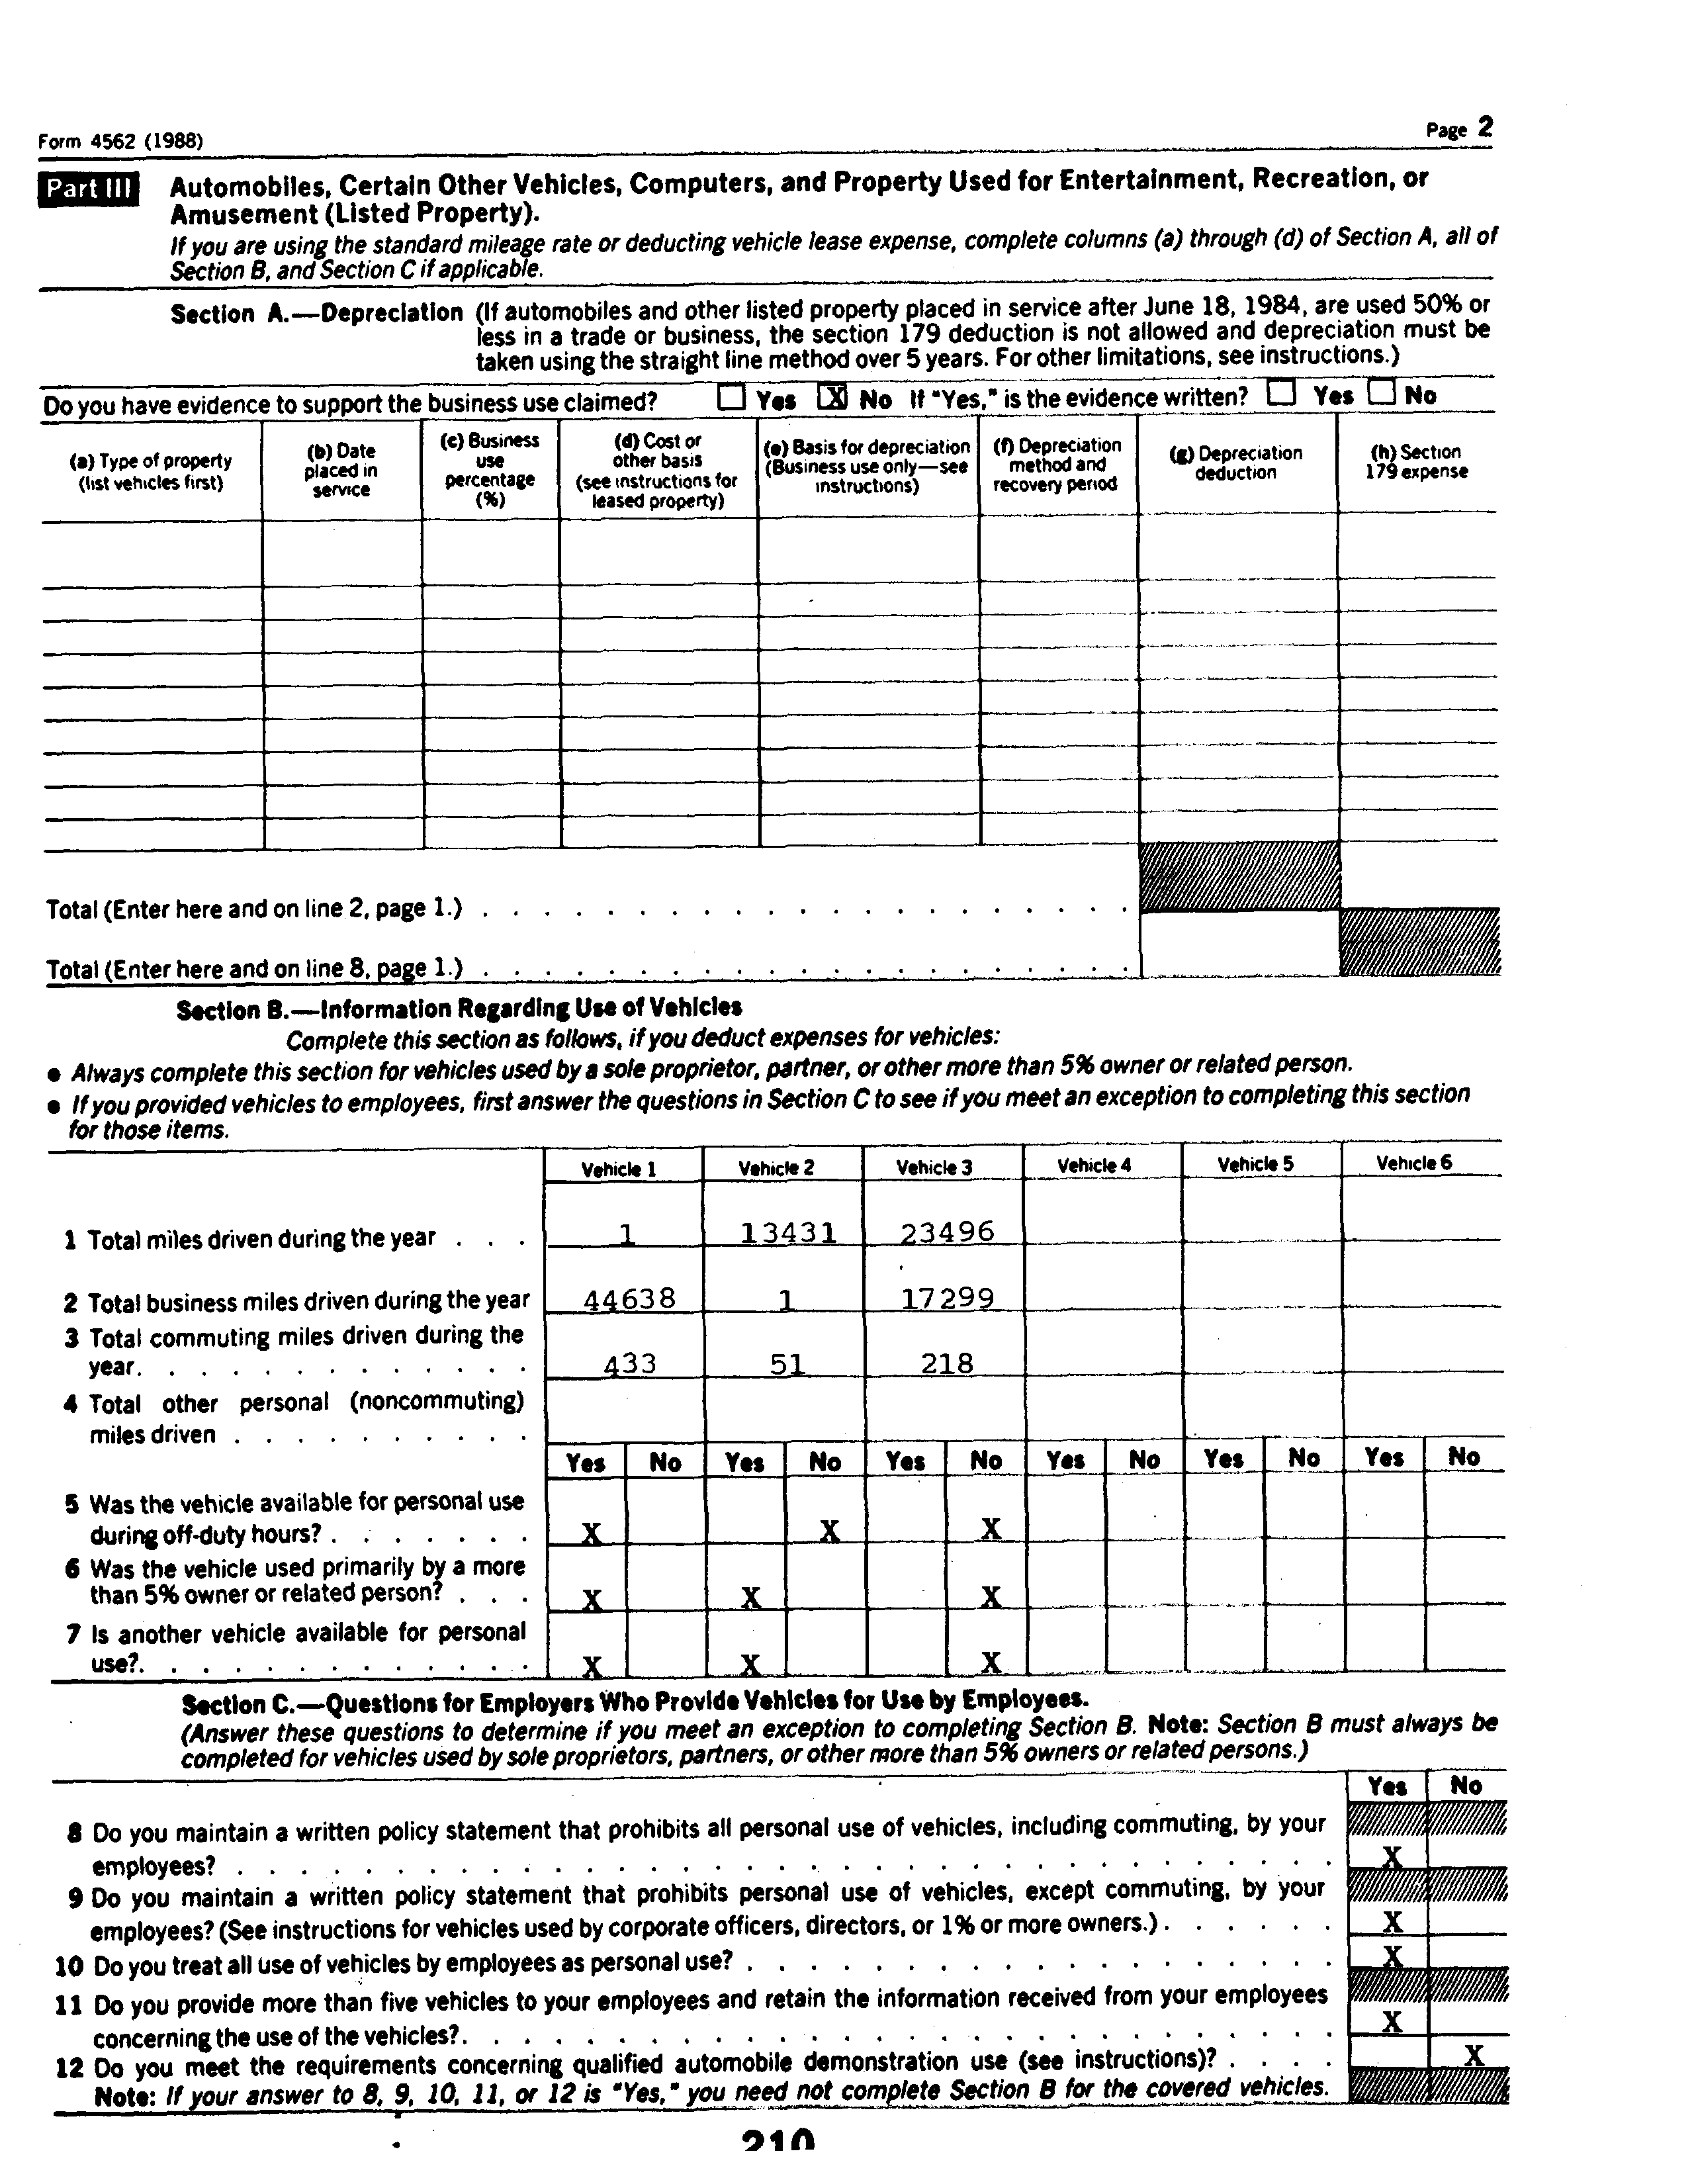 Form 4562 (1988)
Page 2
Part III Automobiles, Certain Other Vehicles, Computers, and Property Used for Entertainment, Recreation, or
Amusement (Listed Property).
If you are using the standard mileage rate or deducting vehicle lease expense, complete columns (a) through (d) of Section A, all of
Section B, and Section C if applicable.
Section A.—Depreciation (If automobiles and other listed property placed in service after June 18, 1984, are used 50% or
less in a trade or business, the section 179 deduction is not allowed and depreciation must be
taken using the straight line method over 5 years. For other limitations, see instructions.)
Do you have evidence to support the business use claimed? Yes X No If "Yes," is the evidence written? Yes No
(a) Type of property
(list vehicles first)
(b) Date
placed in
service
(c) Business
use
percentage
(%)
(d) Cost or
other basis
(see instructions for
leased property)
(e) Basis for depreciation
(Business use only—see
instructions)
(f) Depreciation
method and
recovery period
(g) Depreciation
deduction
(h) Section
179 expense
Total (Enter here and on line 2, page 1.)
Total (Enter here and on line 8, page 1.)
Section B.—Information Regarding Use of Vehicles
Complete this section as follows, if you deduct expenses for vehicles:
● Always complete this section for vehicles used by a sole proprietor, partner, or other more than 5% owner or related person.
● If you provided vehicles to employees, first answer the questions in Section C to see if you meet an exception to completing this section
for those items.
Vehicle 1 Vehicle 2 Vehicle 3 Vehicle 4 Vehicle 5 Vehicle 6
1 Total miles driven during the year . . . 1 13431 23496
2 Total business miles driven during the year 44638 1 17299
3 Total commuting miles driven during the
year. . . . . . . . . . . . . 433 51 218
4 Total other personal (noncommuting)
miles driven . . . . . . . . . .
Yes No Yes No Yes No Yes No Yes No Yes No
5 Was the vehicle available for personal use
during off-duty hours? . . . . . . . X X X
6 Was the vehicle used primarily by a more
than 5% owner or related person? . . . X X X
7 Is another vehicle available for personal
use?. . . . . . . . . . . . . X X X
Section C.—Questions for Employers Who Provide Vehicles for Use by Employees.
(Answer these questions to determine if you meet an exception to completing Section B. Note: Section B must always be
completed for vehicles used by sole proprietors, partners, or other more than 5% owners or related persons.)
Yes No
8 Do you maintain a written policy statement that prohibits all personal use of vehicles, including commuting, by your
employees? X
9 Do you maintain a written policy statement that prohibits personal use of vehicles, except commuting, by your
employees? (See instructions for vehicles used by corporate officers, directors, or 1% or more owners.) . . . . . . X
10 Do you treat all use of vehicles by employees as personal use? X
11 Do you provide more than five vehicles to your employees and retain the information received from your employees
concerning the use of the vehicles?. X
12 Do you meet the requirements concerning qualified automobile demonstration use (see instructions)? . . . . X
Note: If your answer to 8, 9, 10, 11, or 12 is "Yes," you need not complete Section B for the covered vehicles.
210